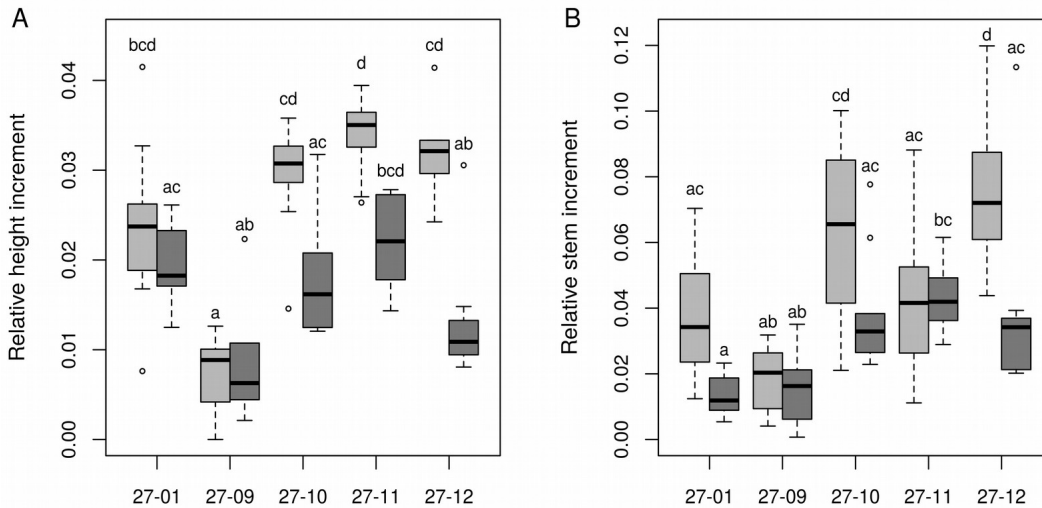 A
Relative height increment
0.04
0.03
0.02
0.01
0.00
bcd
ac
a
ab
cd
ac
d
bcd
cd
ab
27-01 27-09 27-10 27-11 27-12
B
Relative stem increment
0.12
0.10
0.08
0.06
0.04
0.02
0.00
ac
a
ab
ab
cd
ac
ac
bc
d
ac
27-01 27-09 27-10 27-11 27-12